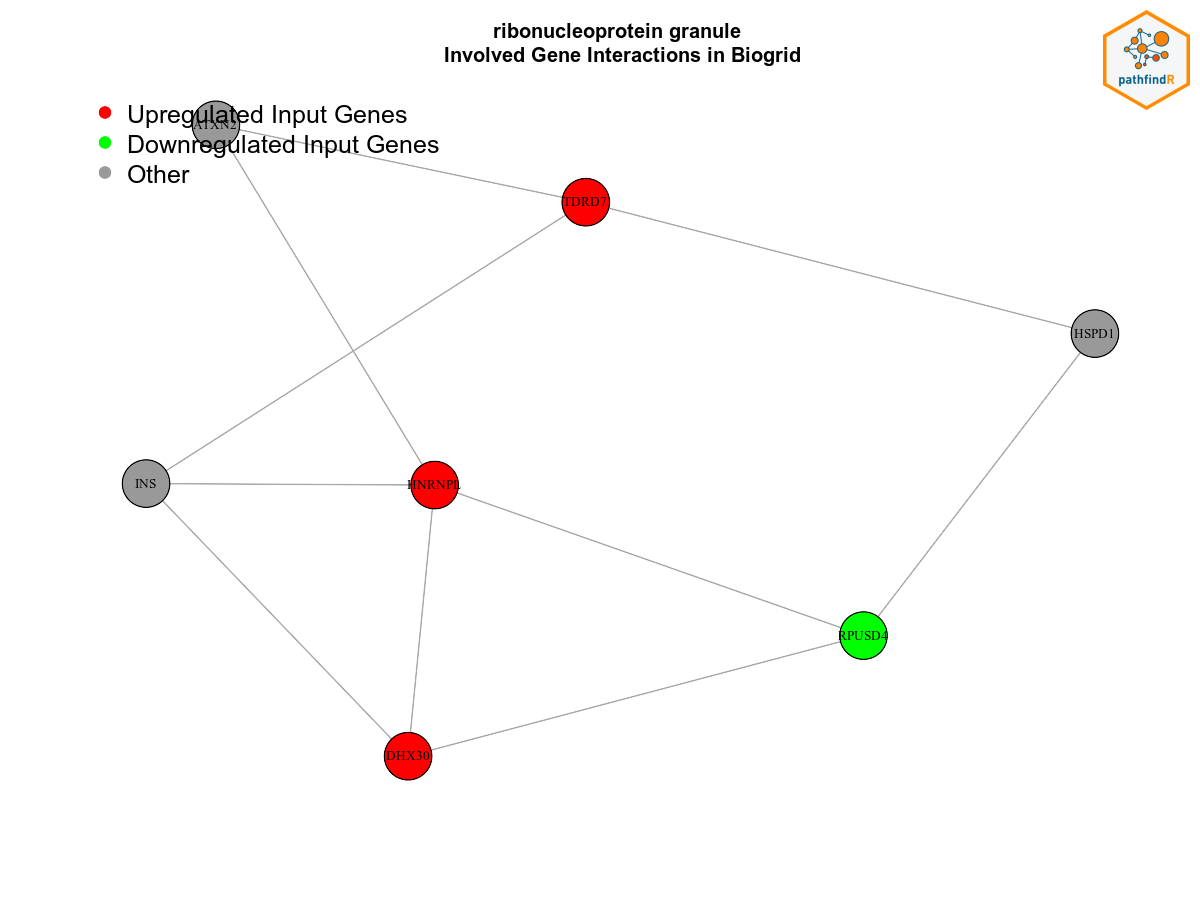 ribonucleoprotein granule
Involved Gene Interactions in Biogrid
pathfindR
Upregulated Input Genes
ATXN2
Downregulated Input Genes
Other
TDRD7
HSPD1
INS
HNRNPL
RPUSD4
DHX30